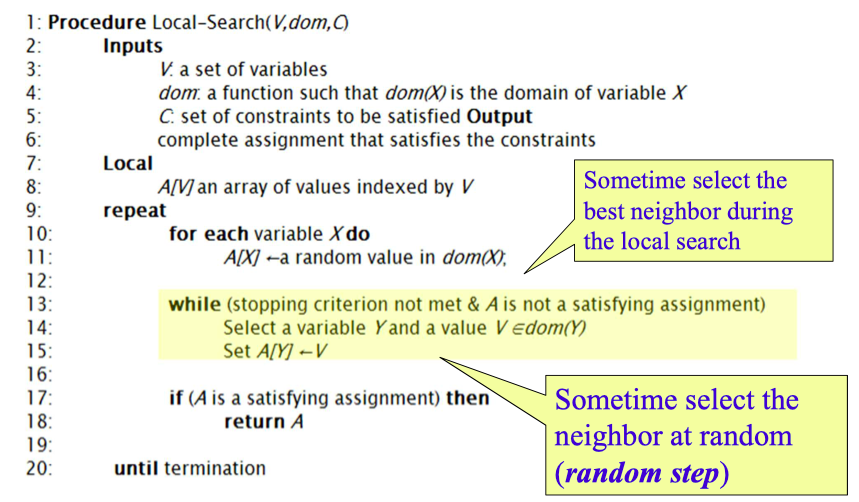 1: Procedure Local-Search(V,dom,C)
2: Inputs
3: V: a set of variables
4: dom: a function such that dom(X) is the domain of variable X
5: C: set of constraints to be satisfied Output
6: complete assignment that satisfies the constraints
7: Local
8: A[V] an array of values indexed by V
9: repeat
10: for each variable X do
11: A[X] ←a random value in dom(X);
12:
13: while (stopping criterion not met & A is not a satisfying assignment)
14: Select a variable Y and a value V ∈dom(Y)
15: Set A[Y] ←V
16:
17: if (A is a satisfying assignment) then
18: return A
19:
20: until termination
Sometime select the
best neighbor during
the local search
Sometime select the
neighbor at random
(random step)